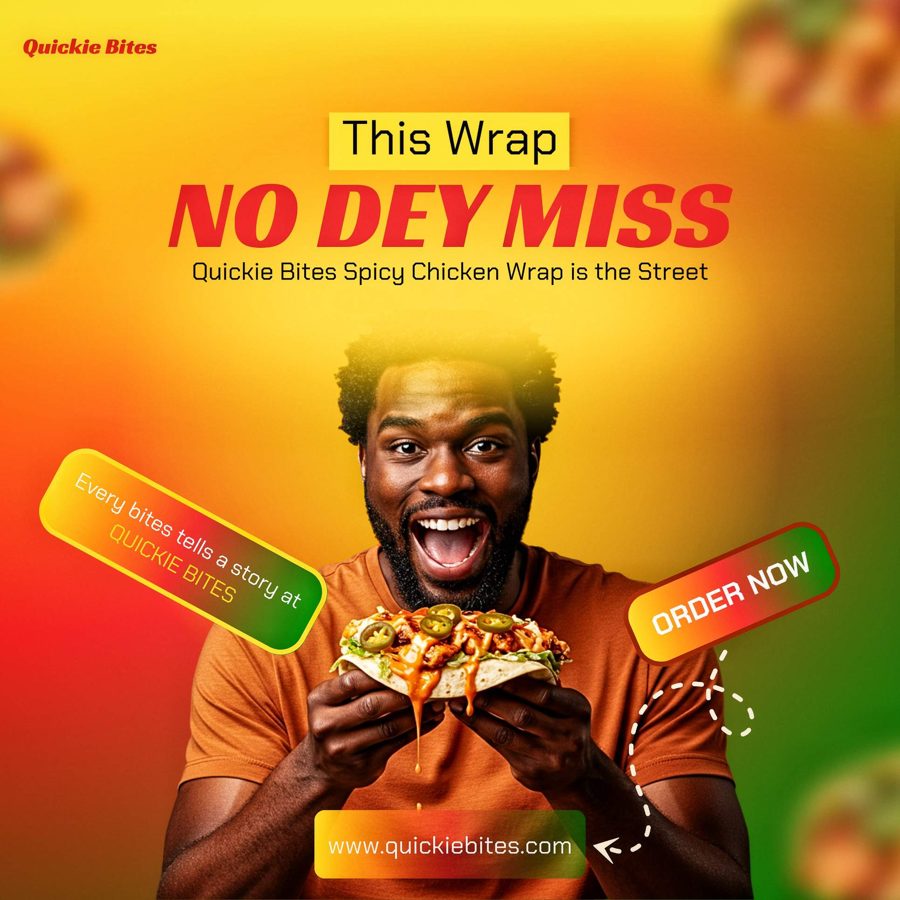 Quickie Bites
This Wrap
NO DEY MISS
Quickie Bites Spicy Chicken Wrap is the Street
Every bites tells a story at
QUICKIE BITES
ORDER NOW
www.quickiebites.com